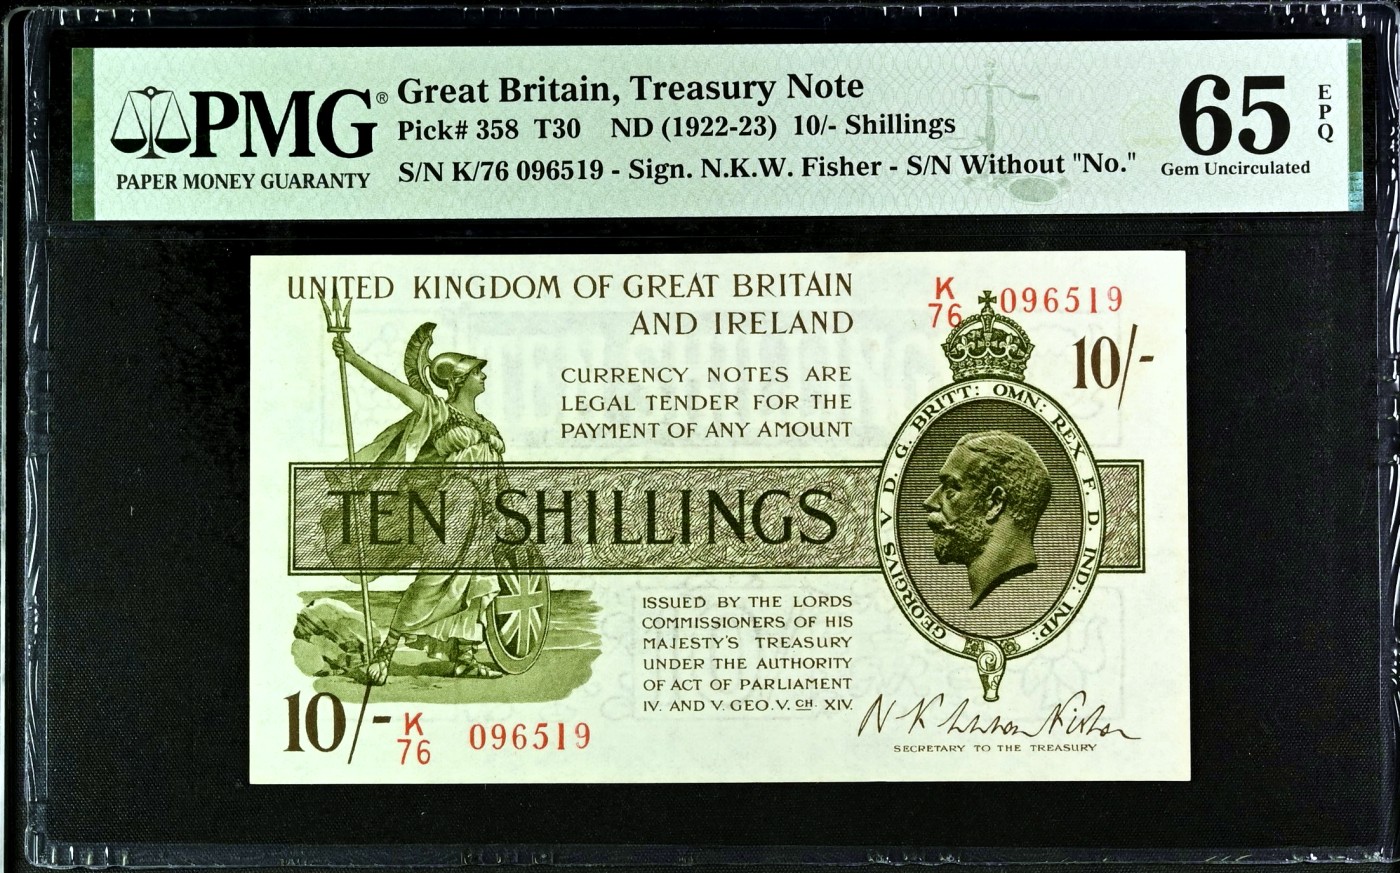 PMG®
PAPER MONEY GUARANTY
Great Britain, Treasury Note
Pick# 358 T30 ND (1922-23) 10/- Shillings
S/N K/76 096519 - Sign. N.K.W. Fisher - S/N Without "No."
65
EPQ
Gem Uncirculated
UNITED KINGDOM OF GREAT BRITAIN
AND IRELAND
K
76 096519
10/-
CURRENCY NOTES ARE
LEGAL TENDER FOR THE
PAYMENT OF ANY AMOUNT
TEN SHILLINGS
GEORGIVS V D. G. BRITT: OMN: REX F. D. IND: IMP:
ISSUED BY THE LORDS
COMMISSIONERS OF HIS
MAJESTY'S TREASURY
UNDER THE AUTHORITY
OF ACT OF PARLIAMENT
IV. AND V. GEO. V. CH. XIV.
10/-
K
76 096519
N K Warren Fisher
SECRETARY TO THE TREASURY